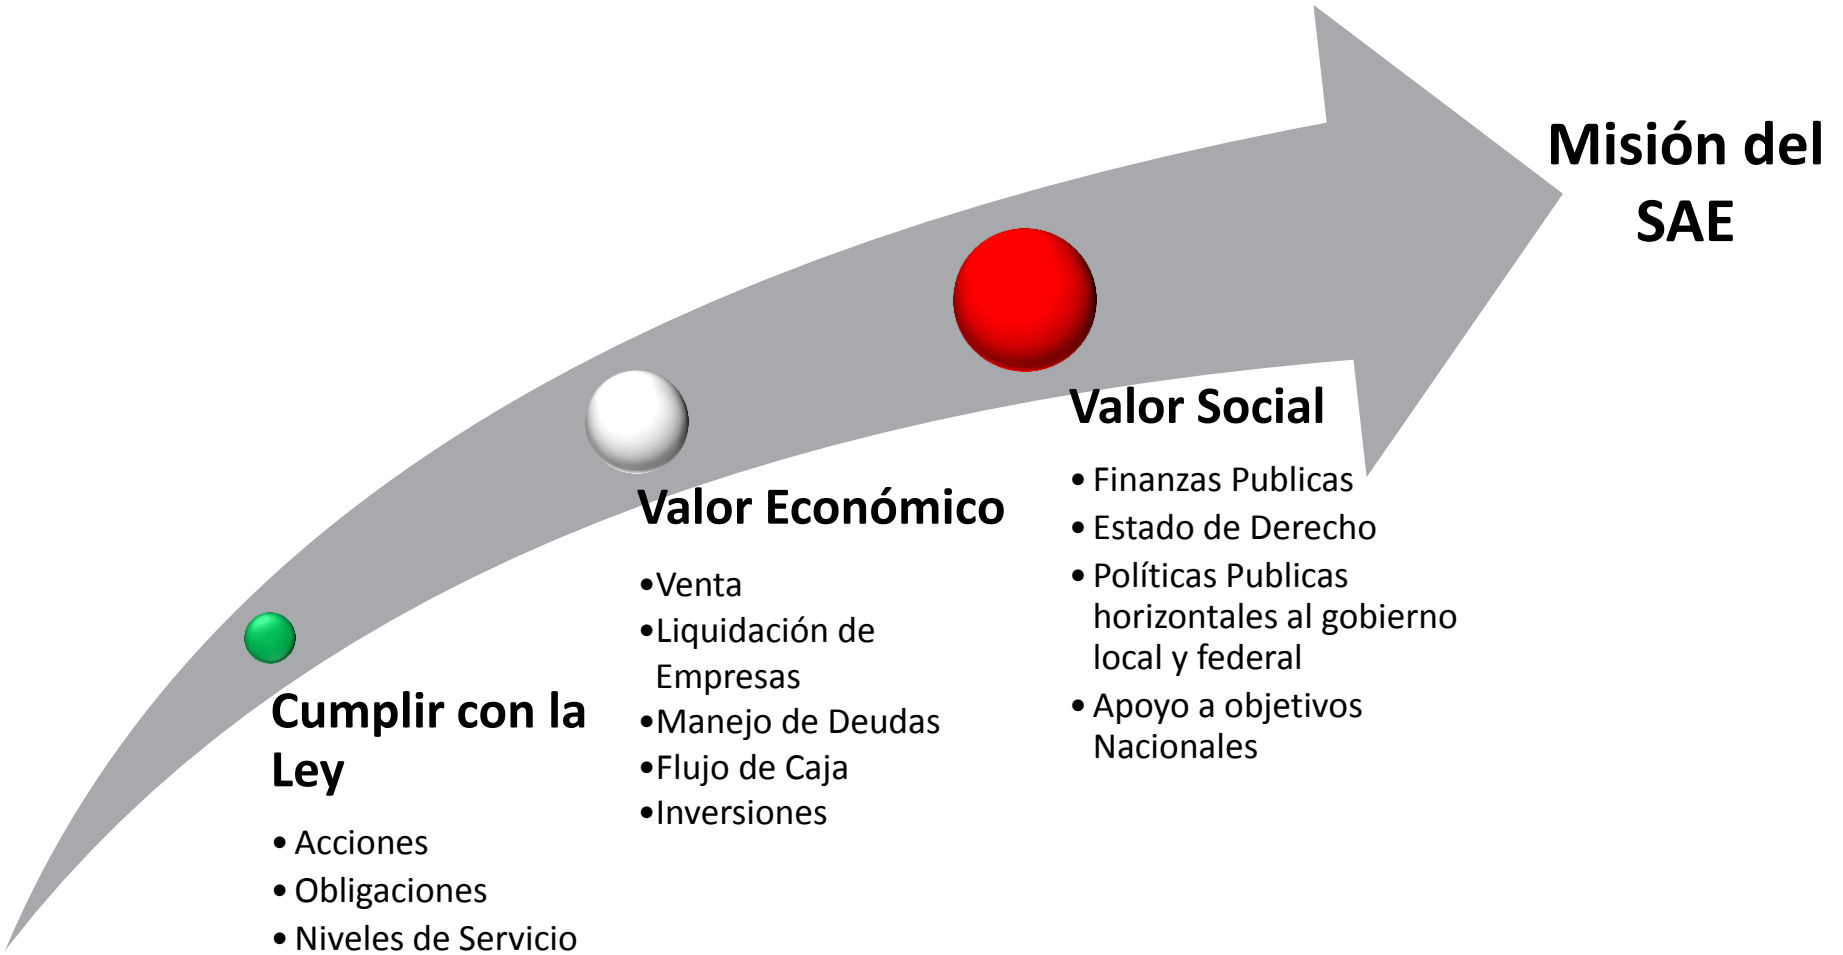 Misión del
SAE
Valor Social
• Finanzas Publicas
• Estado de Derecho
• Políticas Publicas
horizontales al gobierno
local y federal
• Apoyo a objetivos
Nacionales
Valor Económico
•Venta
•Liquidación de
Empresas
•Manejo de Deudas
•Flujo de Caja
•Inversiones
Cumplir con la
Ley
• Acciones
• Obligaciones
• Niveles de Servicio